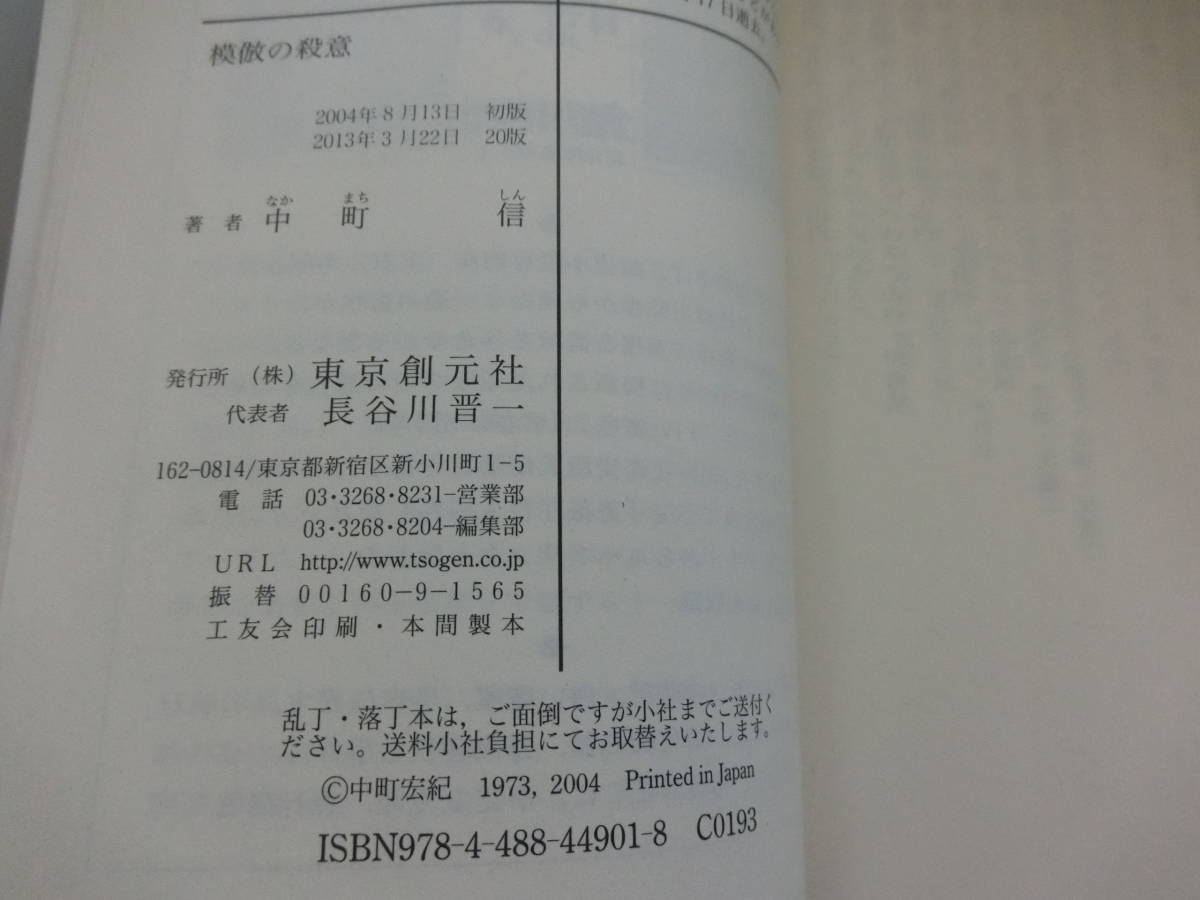 17日逝去。
模倣の殺意
2004年8月13日 初版
2013年3月22日 20版
なか まち しん
著者 中町信
発行所 (株) 東京創元社
代表者 長谷川晋一
162-0814/東京都新宿区新小川町1-5
電話 03・3268・8231-営業部
03・3268・8204-編集部
URL http://www.tsogen.co.jp
振替 00160-9-1565
工友会印刷・本間製本
乱丁・落丁本は,ご面倒ですが小社までご送付く
ださい。送料小社負担にてお取替えいたします。
©中町宏紀 1973, 2004 Printed in Japan
ISBN978-4-488-44901-8 C0193